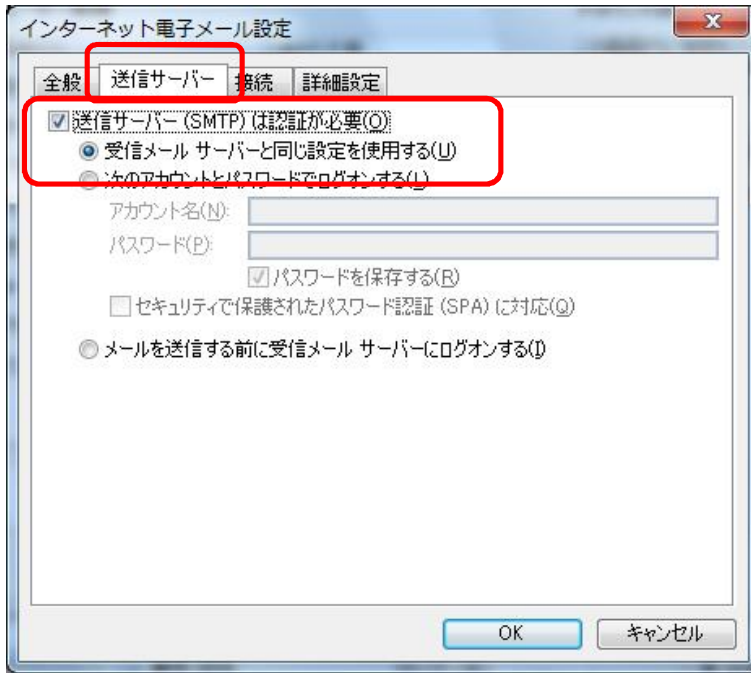 インターネット電子メール設定
全般 送信サーバー 接続 詳細設定
送信サーバー (SMTP) は認証が必要(O)
受信メール サーバーと同じ設定を使用する(U)
次のアカウントとパスワードでログオンする(L)
アカウント名(N):
パスワード(P):
パスワードを保存する(R)
セキュリティで保護されたパスワード認証 (SPA) に対応(Q)
メールを送信する前に受信メール サーバーにログオンする(I)
OK キャンセル